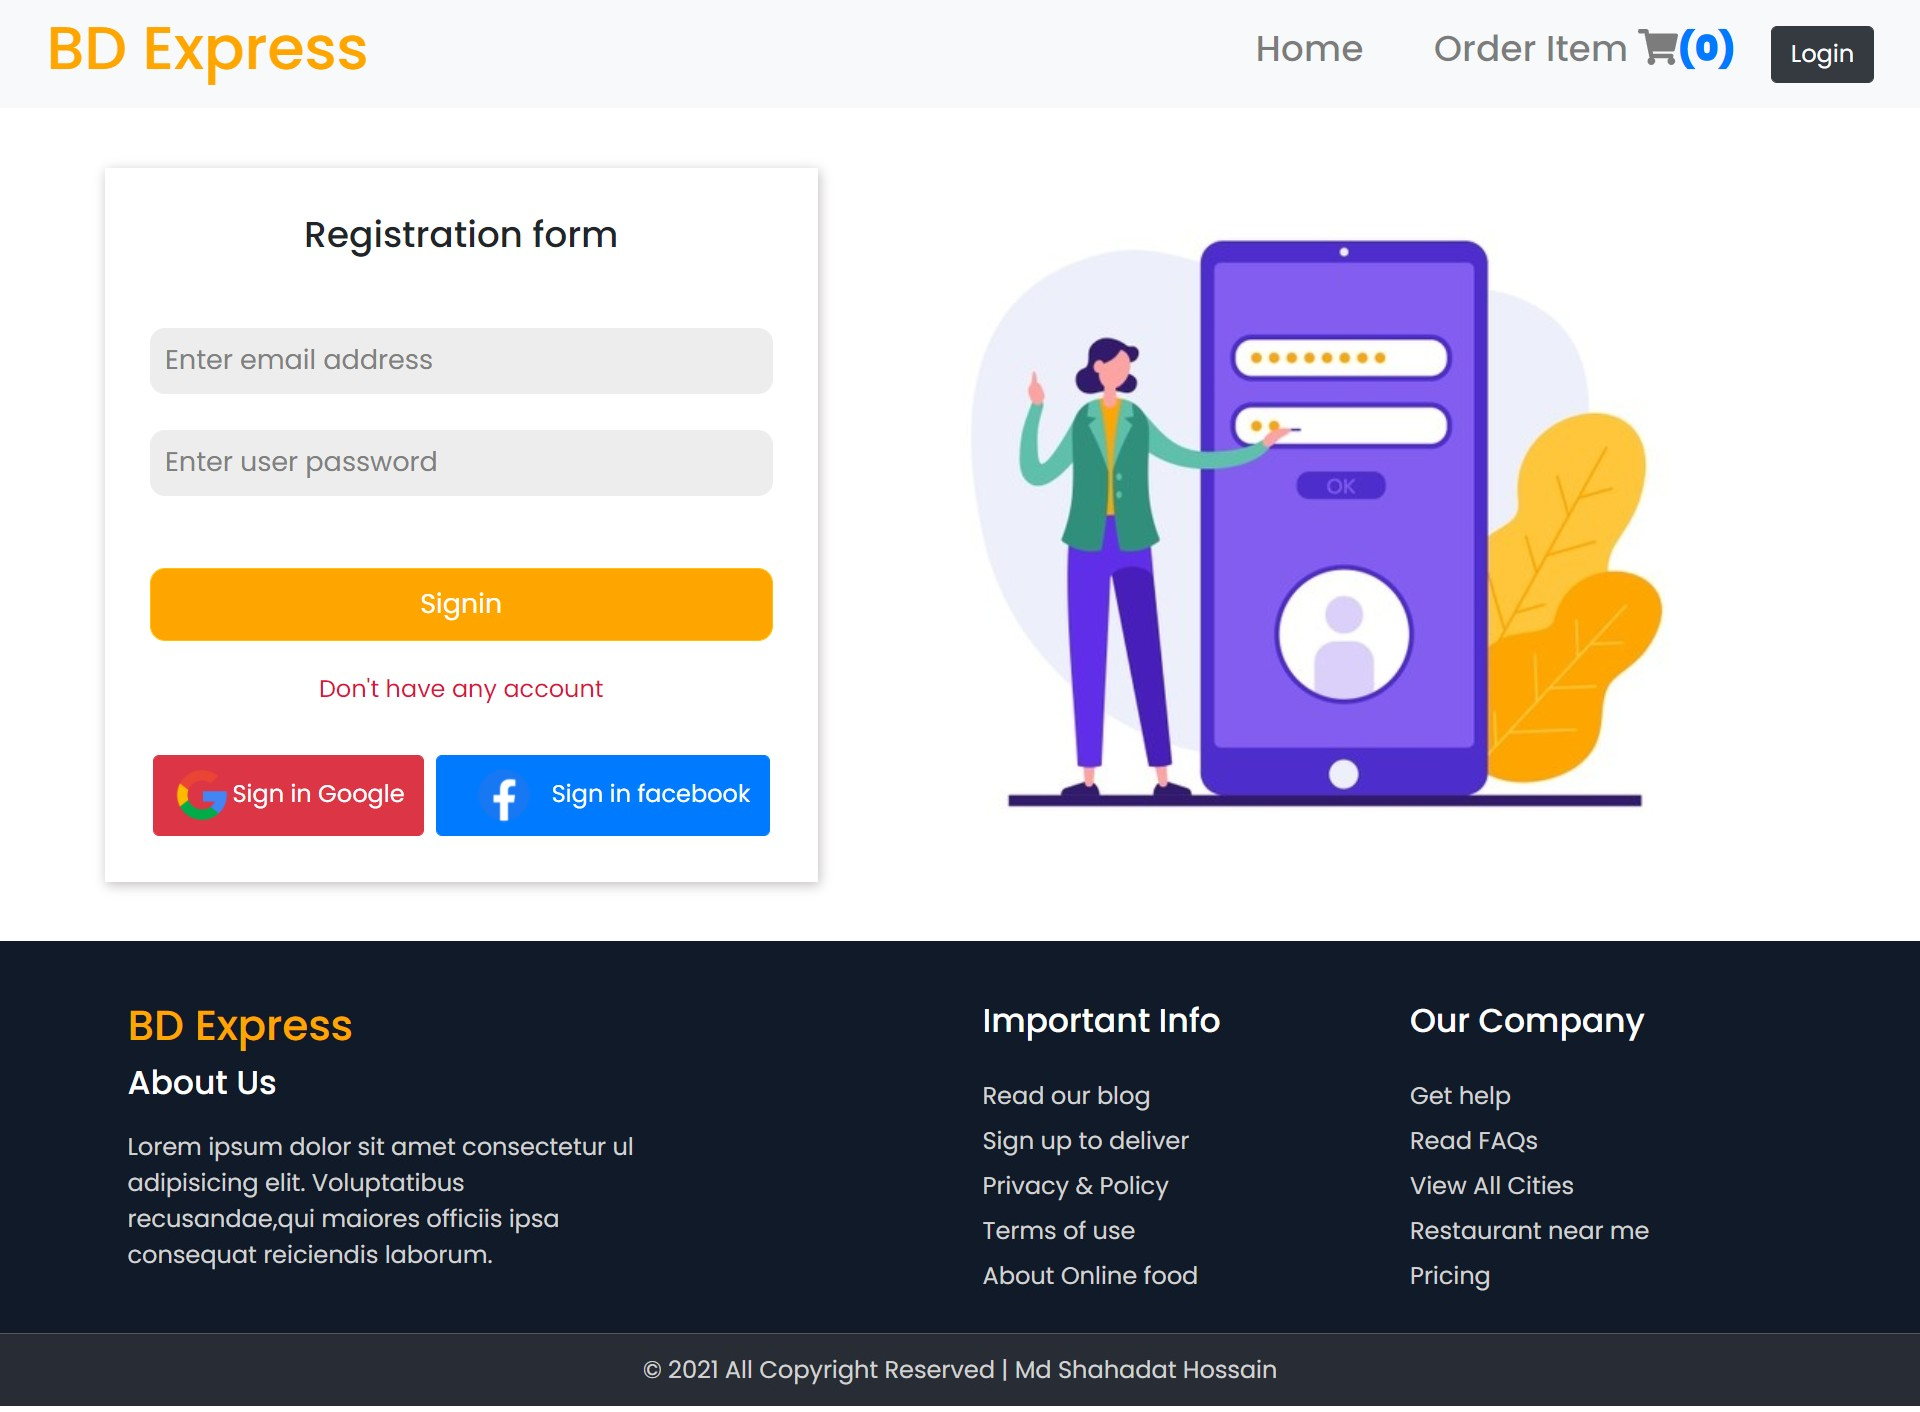 BD Express
Home
Order Item (0)
Login
Registration form
Enter email address
Enter user password
Signin
Don't have any account
Sign in Google
Sign in facebook
OK
BD Express
About Us
Lorem ipsum dolor sit amet consectetur ul
adipisicing elit. Voluptatibus
recusandae,qui maiores officiis ipsa
consequat reiciendis laborum.
Important Info
Read our blog
Sign up to deliver
Privacy & Policy
Terms of use
About Online food
Our Company
Get help
Read FAQs
View All Cities
Restaurant near me
Pricing
© 2021 All Copyright Reserved | Md Shahadat Hossain